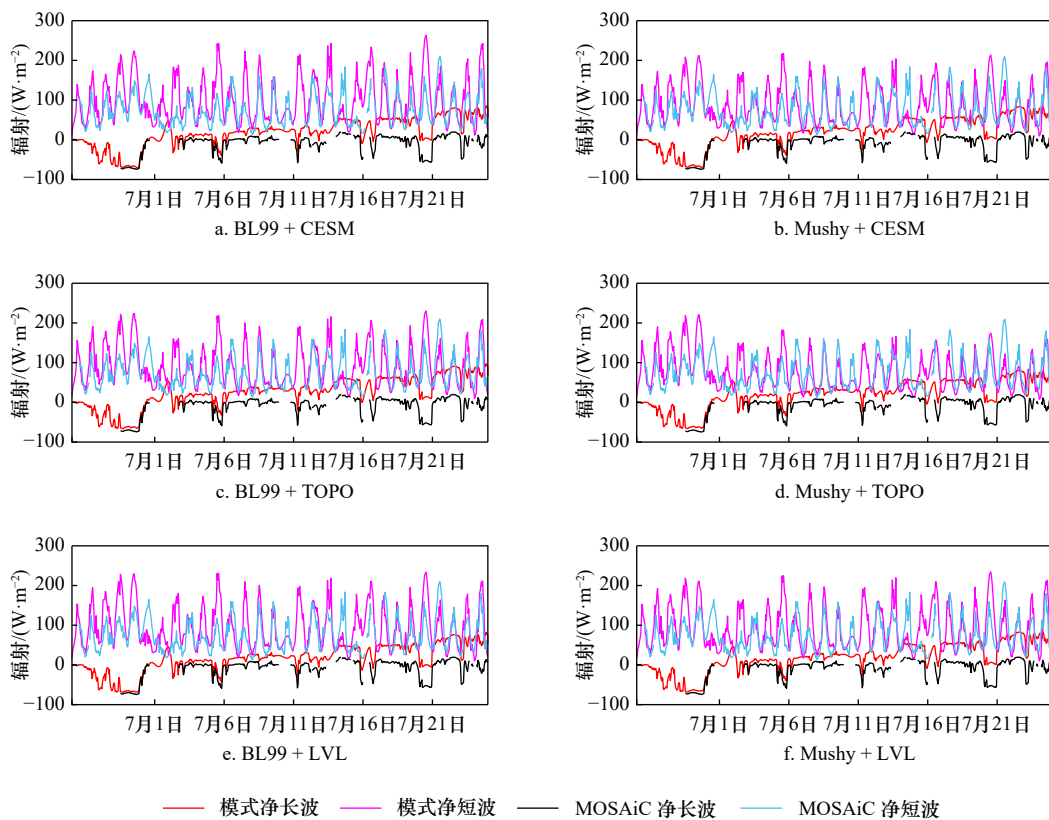 300
200
100
0
−100
辐射/(W·m⁻²)
7月1日 7月6日 7月11日 7月16日 7月21日
a. BL99 + CESM
300
200
100
0
−100
辐射/(W·m⁻²)
7月1日 7月6日 7月11日 7月16日 7月21日
b. Mushy + CESM
300
200
100
0
−100
辐射/(W·m⁻²)
7月1日 7月6日 7月11日 7月16日 7月21日
c. BL99 + TOPO
300
200
100
0
−100
辐射/(W·m⁻²)
7月1日 7月6日 7月11日 7月16日 7月21日
d. Mushy + TOPO
300
200
100
0
−100
辐射/(W·m⁻²)
7月1日 7月6日 7月11日 7月16日 7月21日
e. BL99 + LVL
300
200
100
0
−100
辐射/(W·m⁻²)
7月1日 7月6日 7月11日 7月16日 7月21日
f. Mushy + LVL
模式净长波 模式净短波 MOSAiC 净长波 MOSAiC 净短波